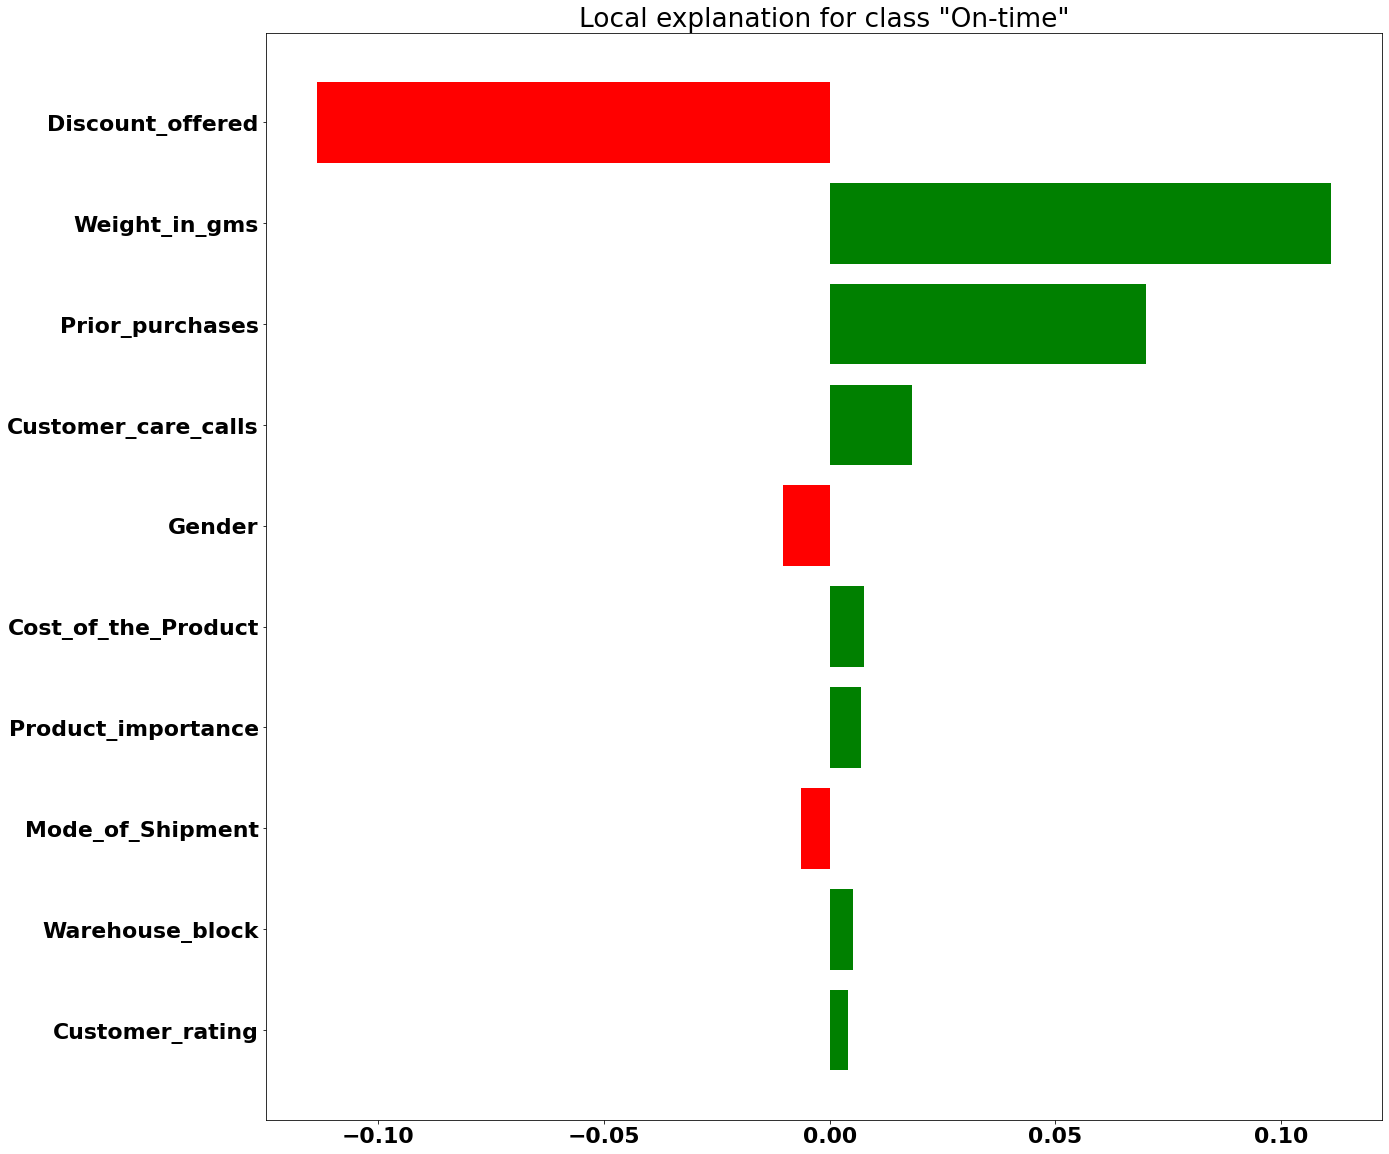 Local explanation for class "On-time"
Discount_offered
Weight_in_gms
Prior_purchases
Customer_care_calls
Gender
Cost_of_the_Product
Product_importance
Mode_of_Shipment
Warehouse_block
Customer_rating
−0.10 −0.05 0.00 0.05 0.10